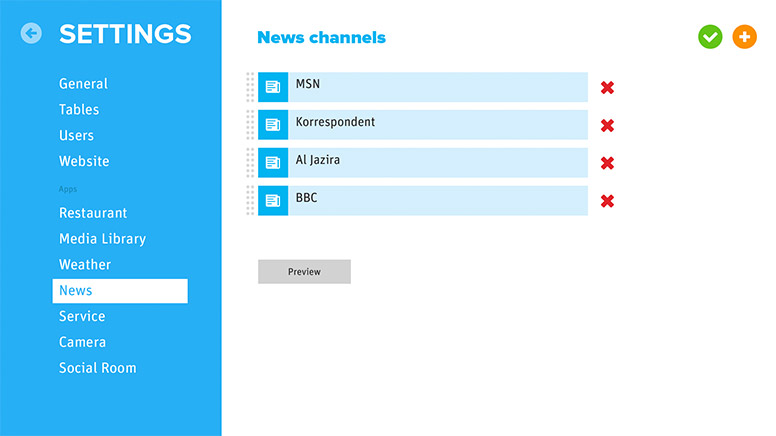 SETTINGS
General
Tables
Users
Website
Apps
Restaurant
Media Library
Weather
News
Service
Camera
Social Room
News channels
MSN
Korrespondent
Al Jazira
BBC
Preview